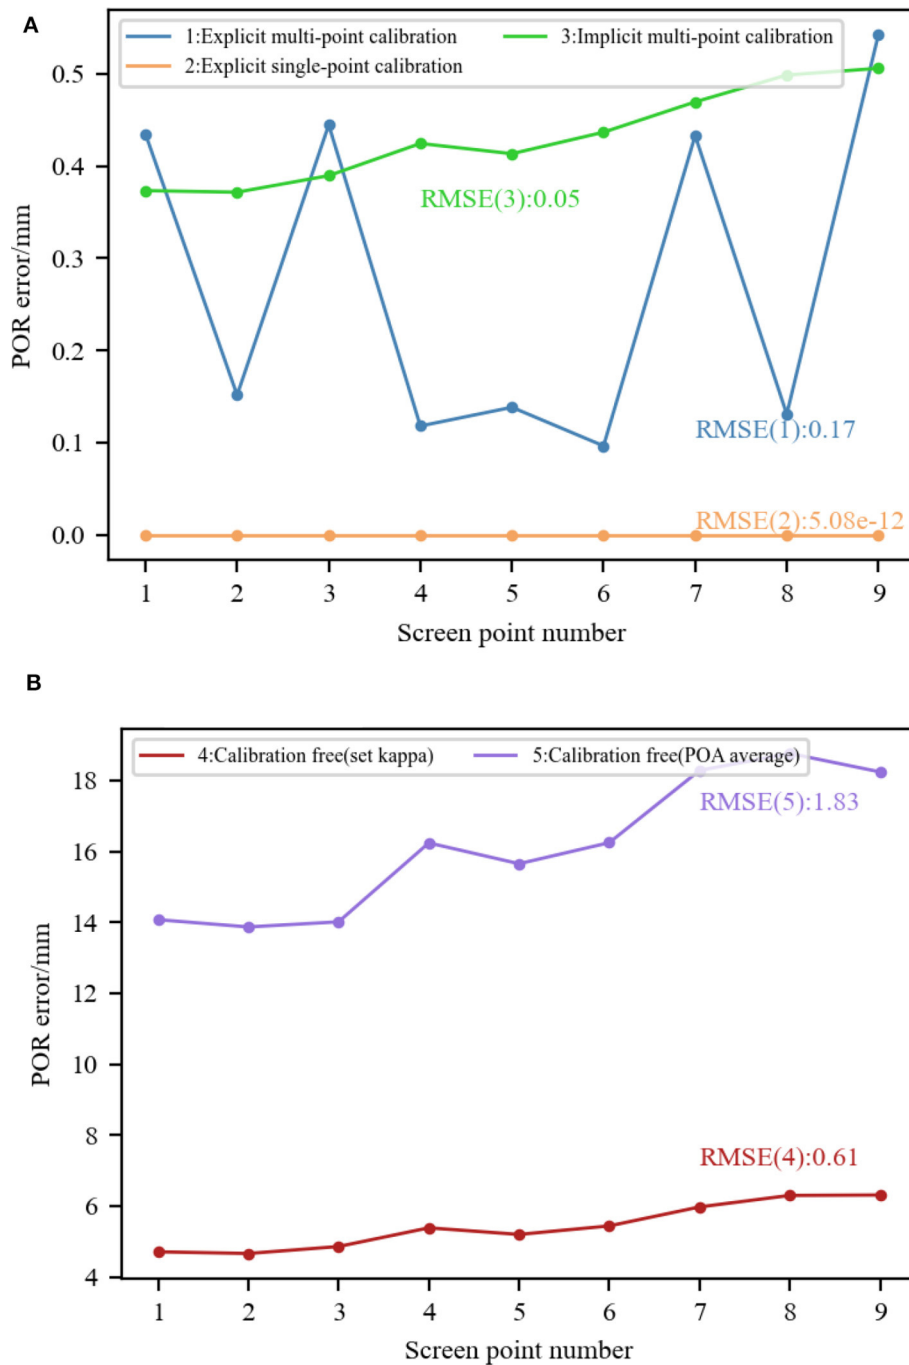 A
1:Explicit multi-point calibration
3:Implicit multi-point calibration
2:Explicit single-point calibration
0.5
0.4
RMSE(3):0.05
0.3
0.2
RMSE(1):0.17
0.1
RMSE(2):5.08e-12
0.0
POR error/mm
1 2 3 4 5 6 7 8 9
Screen point number
B
4:Calibration free(set kappa)
5:Calibration free(POA average)
18
RMSE(5):1.83
16
14
12
10
8
RMSE(4):0.61
6
4
POR error/mm
1 2 3 4 5 6 7 8 9
Screen point number